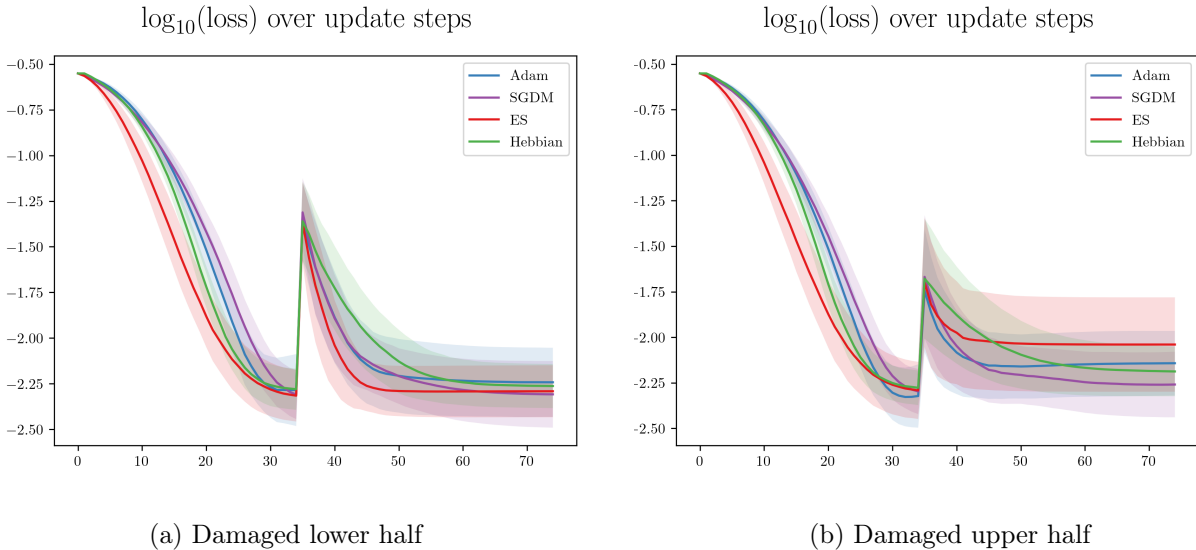 log₁₀(loss) over update steps
−0.50
−0.75
−1.00
−1.25
−1.50
−1.75
−2.00
−2.25
−2.50
0 10 20 30 40 50 60 70
Adam
SGDM
ES
Hebbian
(a) Damaged lower half
log₁₀(loss) over update steps
-0.50
-0.75
-1.00
-1.25
-1.50
-1.75
-2.00
-2.25
-2.50
0 10 20 30 40 50 60 70
Adam
SGDM
ES
Hebbian
(b) Damaged upper half